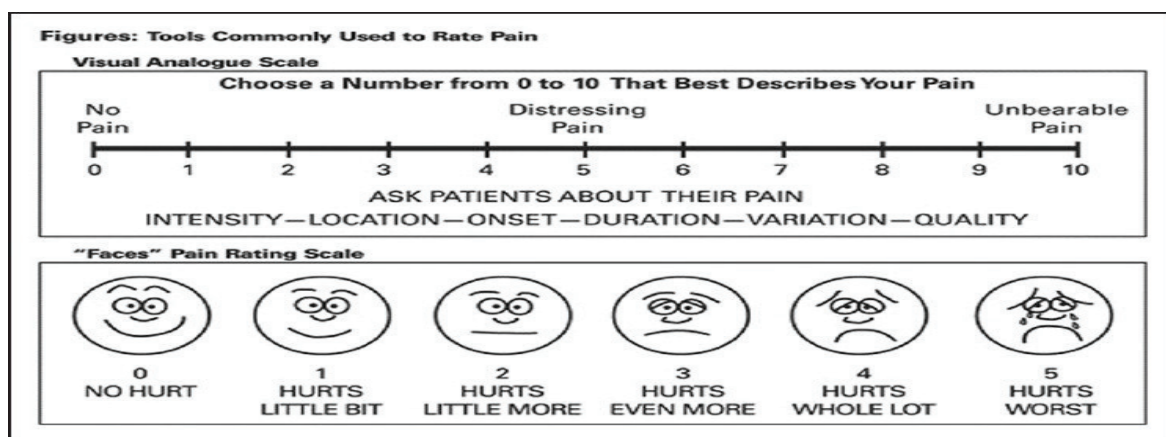 Figures: Tools Commonly Used to Rate Pain
Visual Analogue Scale
Choose a Number from 0 to 10 That Best Describes Your Pain
No Distressing Unbearable
Pain Pain Pain
0 1 2 3 4 5 6 7 8 9 10
ASK PATIENTS ABOUT THEIR PAIN
INTENSITY—LOCATION—ONSET—DURATION—VARIATION—QUALITY
“Faces” Pain Rating Scale
0 1 2 3 4 5
NO HURT HURTS HURTS HURTS HURTS HURTS
LITTLE BIT LITTLE MORE EVEN MORE WHOLE LOT WORST